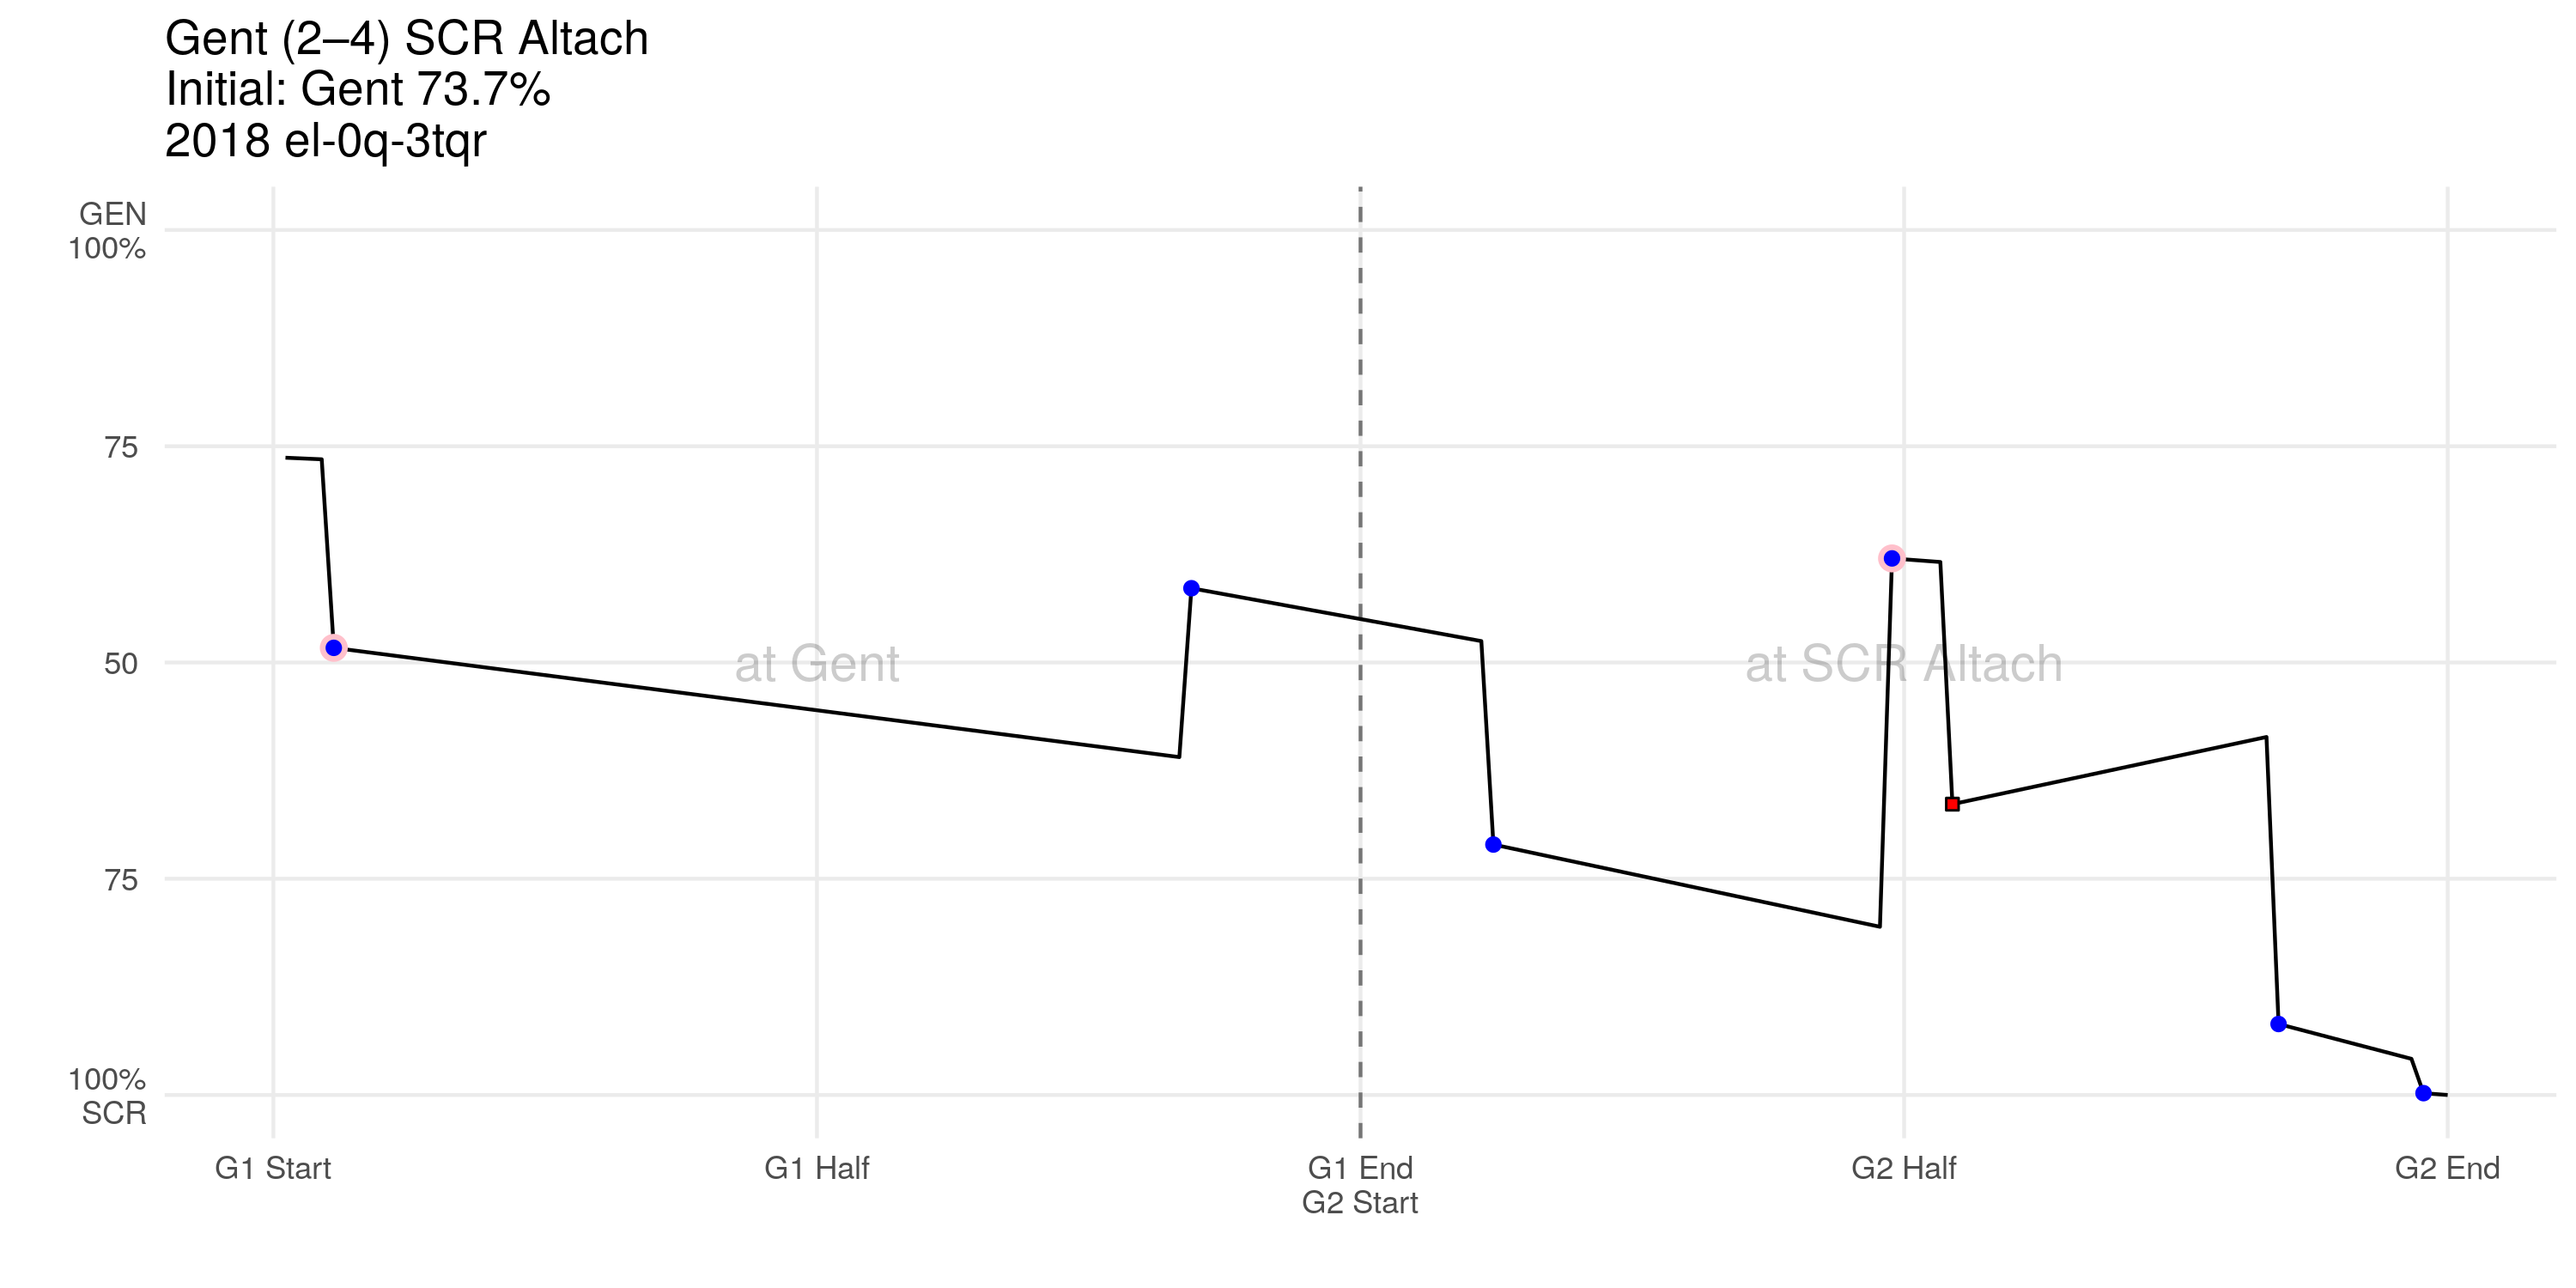 Gent (2–4) SCR Altach
Initial: Gent 73.7%
2018 el-0q-3tqr
GEN
100%
75
50
75
100%
SCR
at Gent
at SCR Altach
G1 Start
G1 Half
G1 End
G2 Start
G2 Half
G2 End